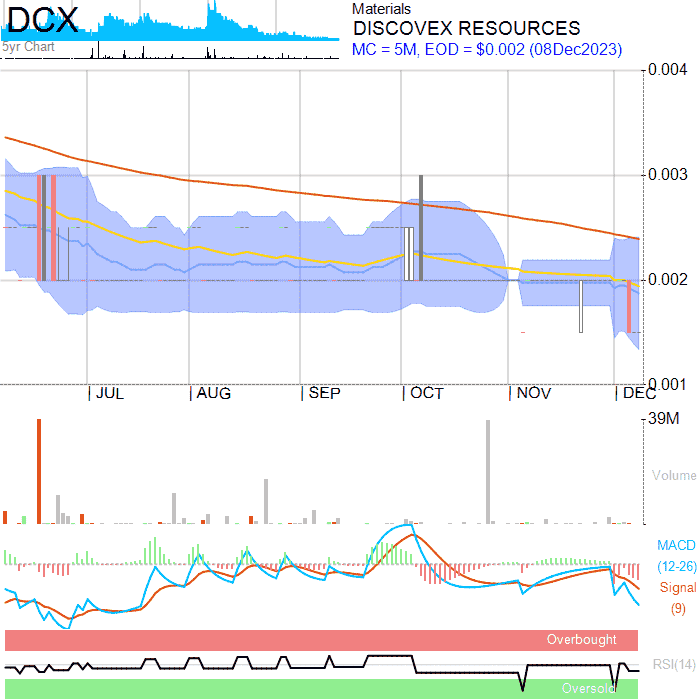 DCX
5yr Chart
Materials
DISCOVEX RESOURCES
MC = 5M, EOD = $0.002 (08Dec2023)
0.004
0.003
0.002
0.001
JUL
AUG
SEP
OCT
NOV
DEC
39M
Volume
MACD
(12-26)
Signal
(9)
Overbought
RSI(14)
Oversold